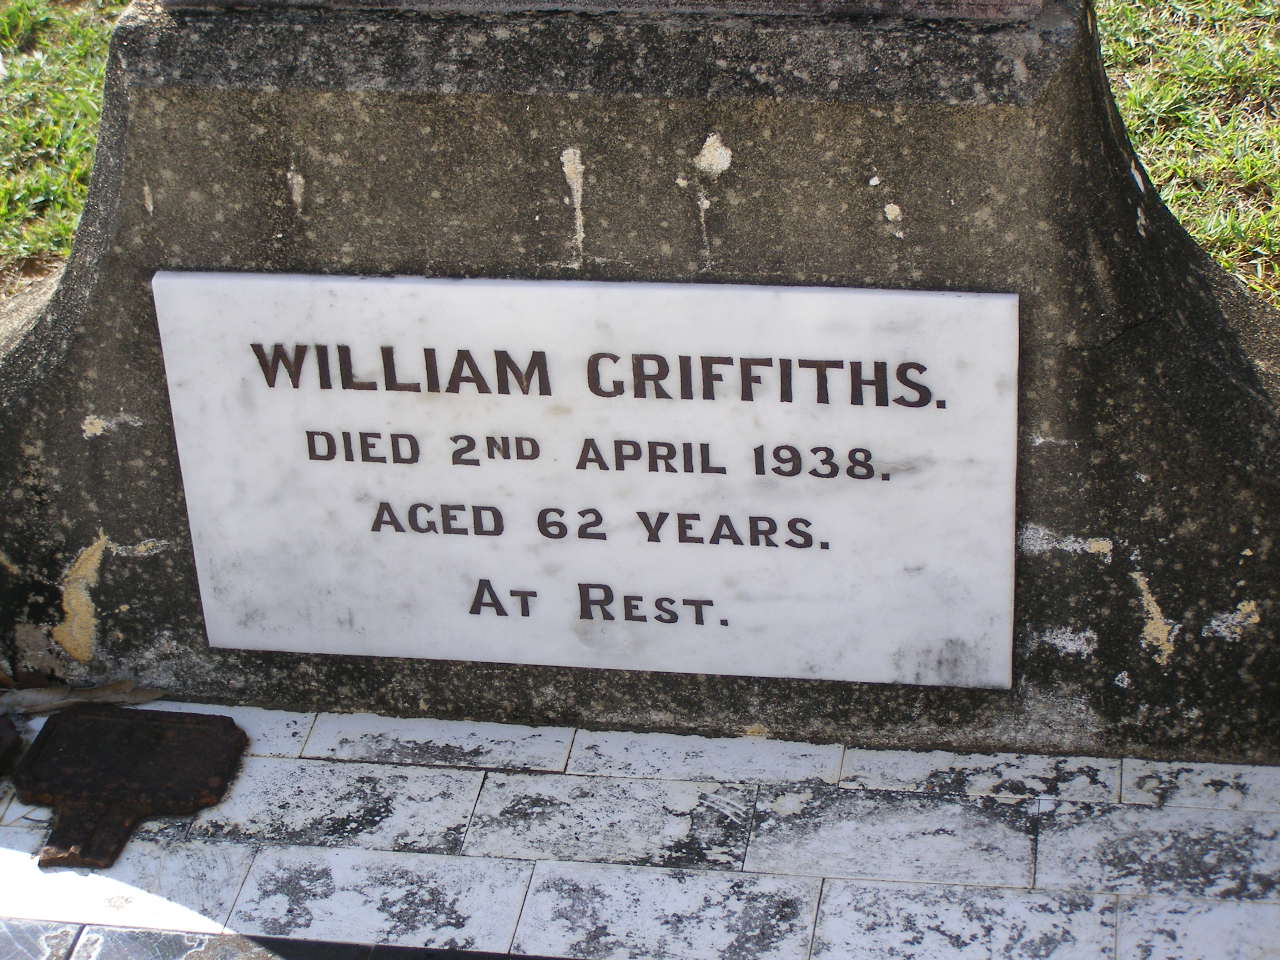 WILLIAM GRIFFITHS.
DIED 2ND APRIL 1938.
AGED 62 YEARS.
AT REST.